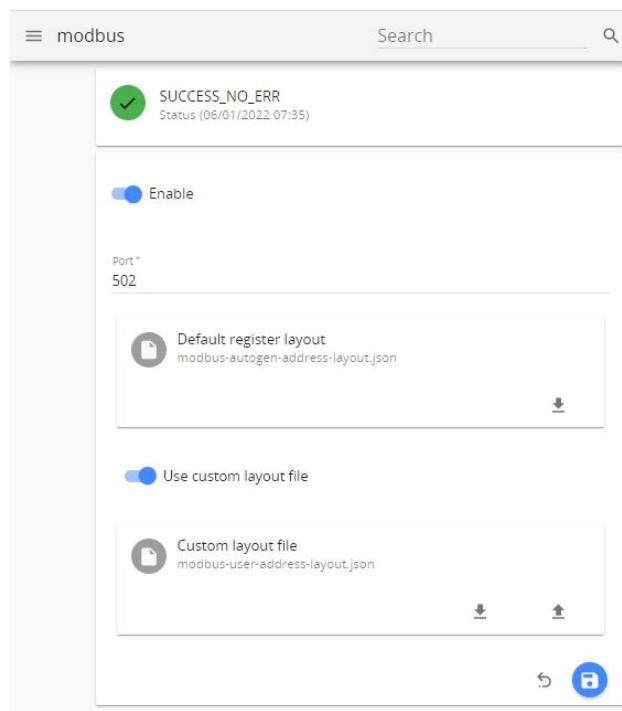 modbus
Search
SUCCESS_NO_ERR
Status (06/01/2022 07:35)
Enable
Port *
502
Default register layout
modbus-autogen-address-layout.json
Use custom layout file
Custom layout file
modbus-user-address-layout.json